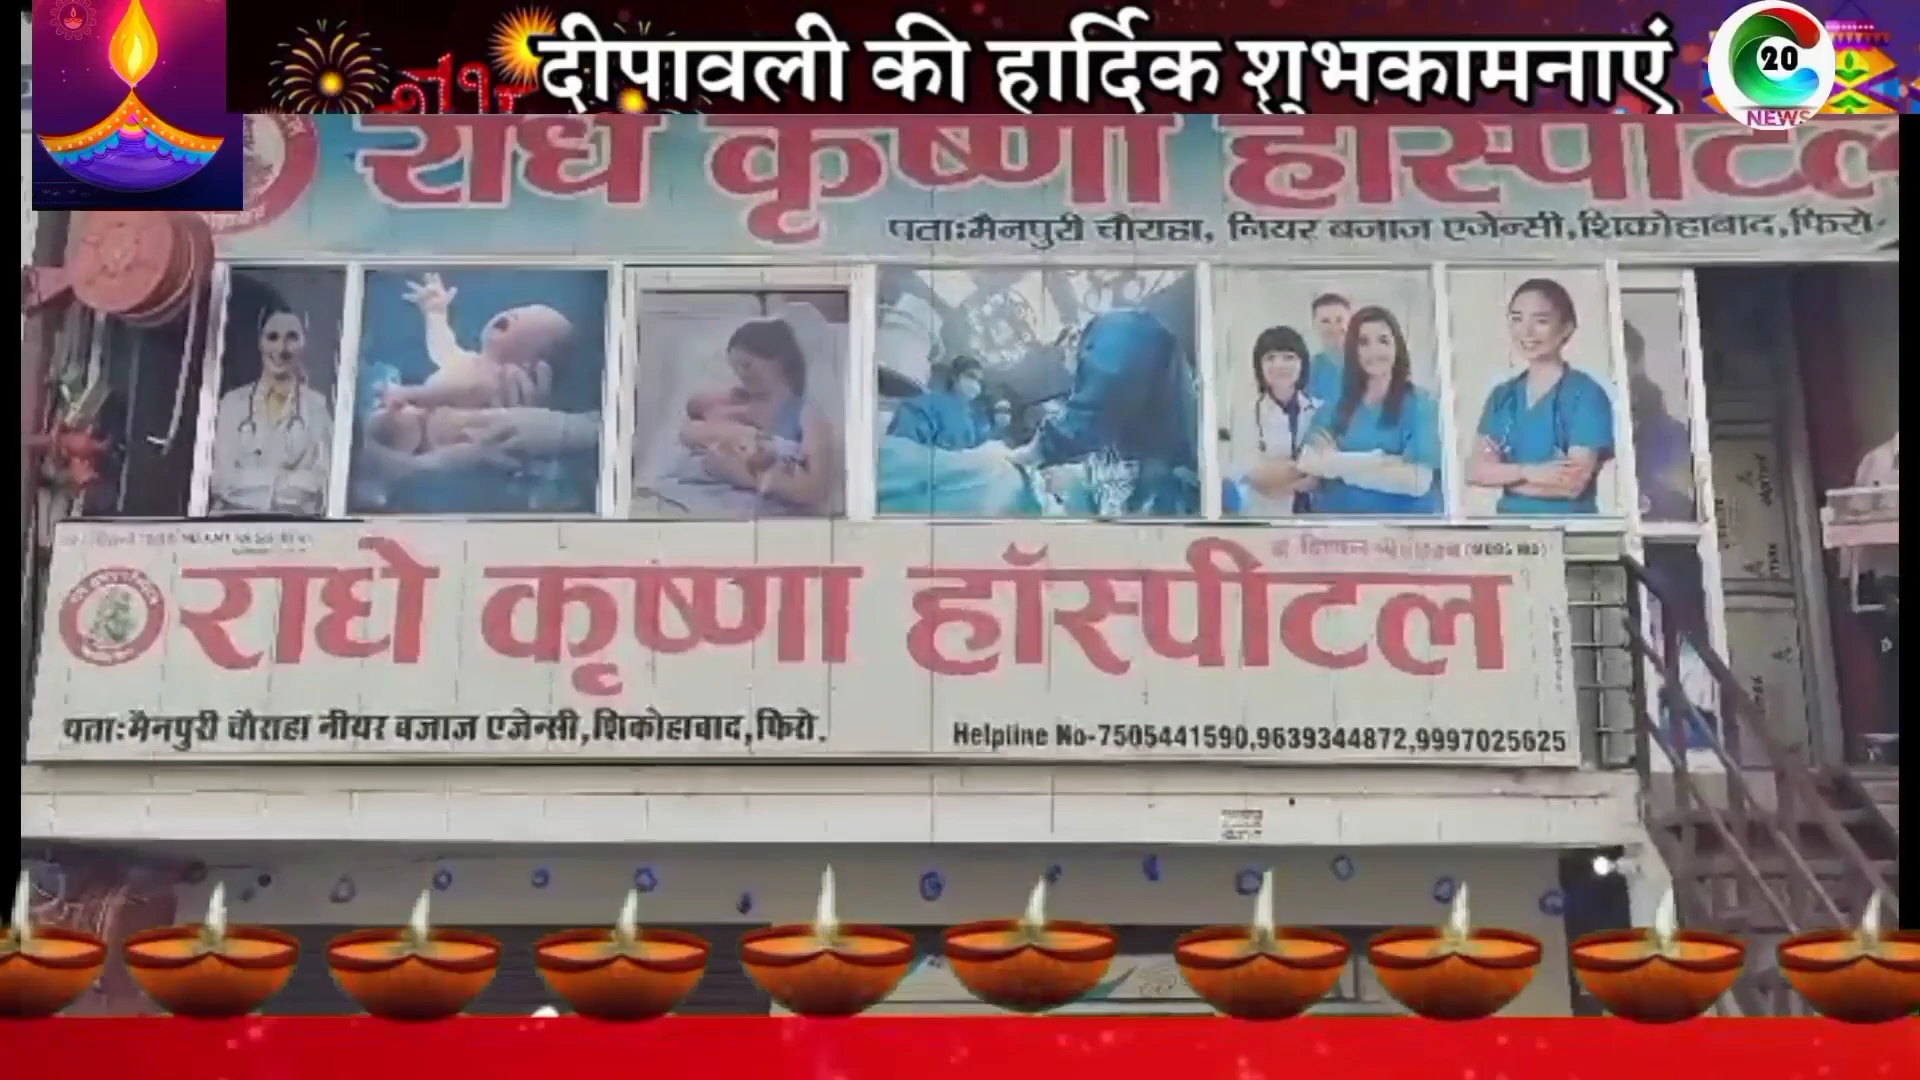 दीपावली की हार्दिक शुभकामनाएं
20
NEWS
राधे कृष्णा हॉस्पीटल
पता:मैनपुरी चौराहा, नियर बजाज एजेन्सी,शिकोहाबाद,फिरो.
राधे कृष्णा हॉस्पीटल
पता:मैनपुरी चौराहा नीयर बजाज एजेन्सी,शिकोहाबाद,फिरो.
Helpline No-7505441590,9639344872,9997025625